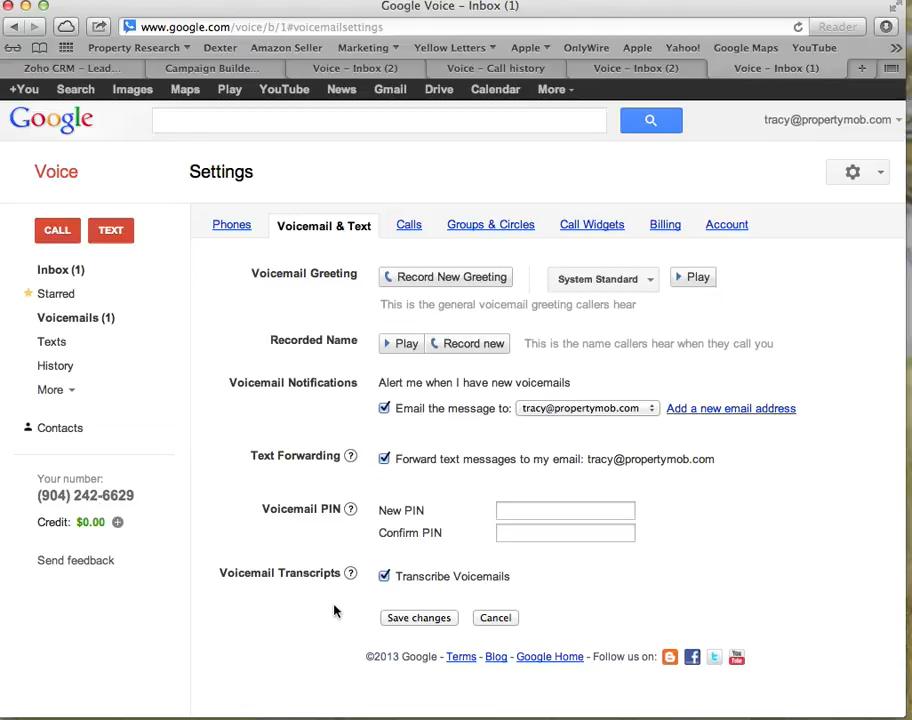 Google Voice - Inbox (1)
www.google.com/voice/b/1#voicemailsettings
Reader
Property Research
Dexter
Amazon Seller
Marketing
Yellow Letters
Apple
OnlyWire
Apple
Yahoo!
Google Maps
YouTube
Zoho CRM - Lead...
Campaign Builde...
Voice - Inbox (2)
Voice - Call history
Voice - Inbox (2)
Voice - Inbox (1)
+You
Search
Images
Maps
Play
YouTube
News
Gmail
Drive
Calendar
More
Google
tracy@propertymob.com
Voice
Settings
CALL
TEXT
Phones
Voicemail & Text
Calls
Groups & Circles
Call Widgets
Billing
Account
Inbox (1)
Starred
Voicemails (1)
Texts
History
More
Contacts
Your number:
(904) 242-6629
Credit: $0.00
Send feedback
Voicemail Greeting
Record New Greeting
System Standard
Play
This is the general voicemail greeting callers hear
Recorded Name
Play
Record new
This is the name callers hear when they call you
Voicemail Notifications
Alert me when I have new voicemails
Email the message to:
tracy@propertymob.com
Add a new email address
Text Forwarding ?
Forward text messages to my email: tracy@propertymob.com
Voicemail PIN ?
New PIN
Confirm PIN
Voicemail Transcripts ?
Transcribe Voicemails
Save changes
Cancel
©2013 Google - Terms - Blog - Google Home - Follow us on:
You Tube